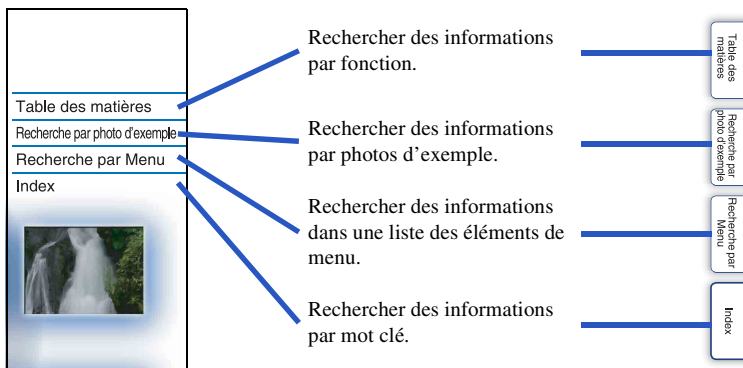 Table des matières
Recherche par photo d'exemple
Recherche par Menu
Index
Rechercher des informations
par fonction.
Rechercher des informations
par photos d'exemple.
Rechercher des informations
dans une liste des éléments de
menu.
Rechercher des informations
par mot clé.
Table des
matières
Recherche par
photo d'exemple
Recherche par
Menu
Index